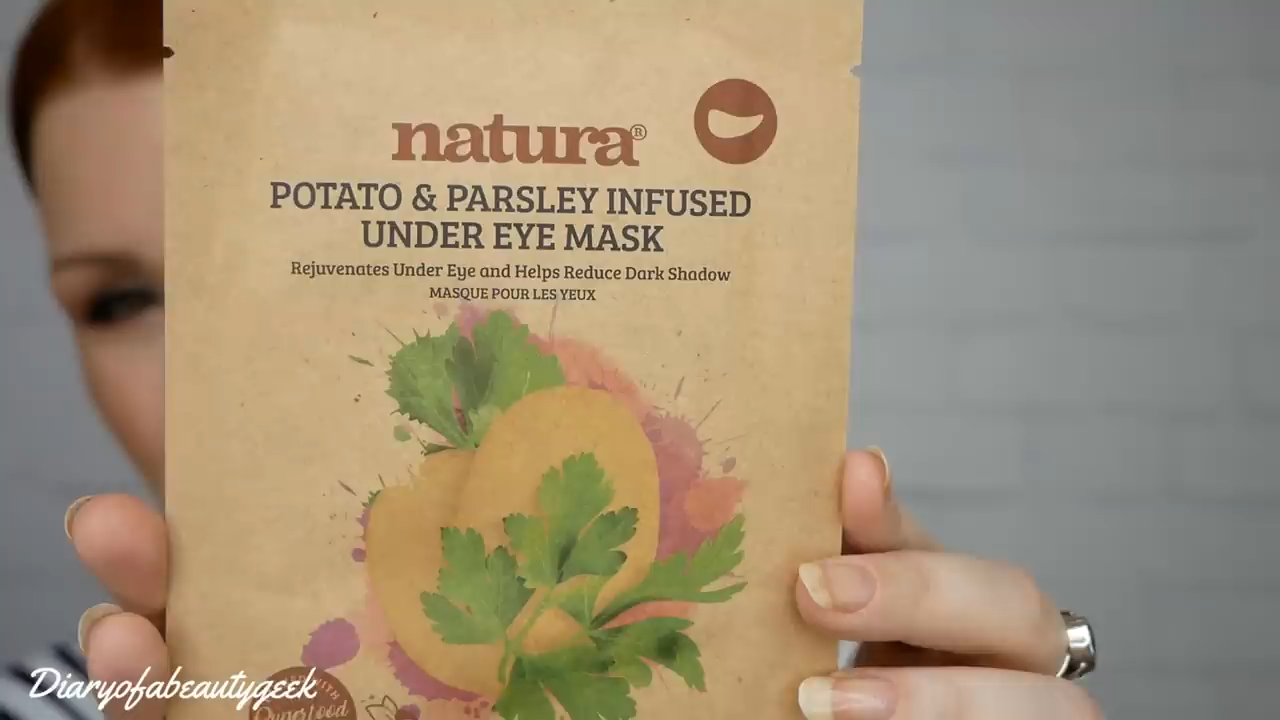 natura®
POTATO & PARSLEY INFUSED
UNDER EYE MASK
Rejuvenates Under Eye and Helps Reduce Dark Shadow
MASQUE POUR LES YEUX
Diaryofabeautygeek